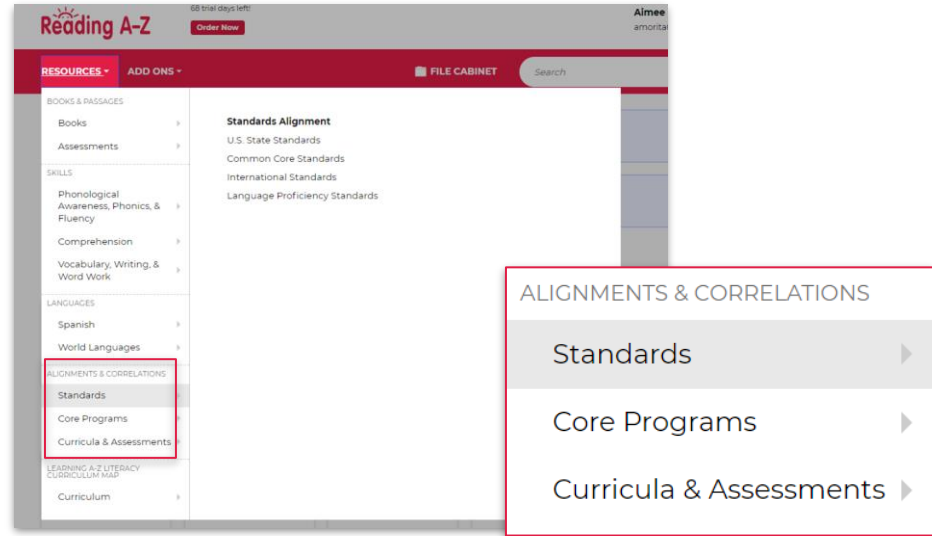 68 trial days left!
Reading A-Z
Order Now
Aimee
RESOURCES
ADD ONS
FILE CABINET
Search
BOOKS & PASSAGES
Books
Assessments
SKILLS
Phonological
Awareness, Phonics, &
Fluency
Comprehension
Vocabulary, Writing, &
Word Work
LANGUAGES
Spanish
World Languages
ALIGNMENTS & CORRELATIONS
Standards
Core Programs
Curricula & Assessments
LEARNING A-Z LITERACY
CURRICULUM MAP
Curriculum
Standards Alignment
U.S. State Standards
Common Core Standards
International Standards
Language Proficiency Standards
ALIGNMENTS & CORRELATIONS
Standards
Core Programs
Curricula & Assessments